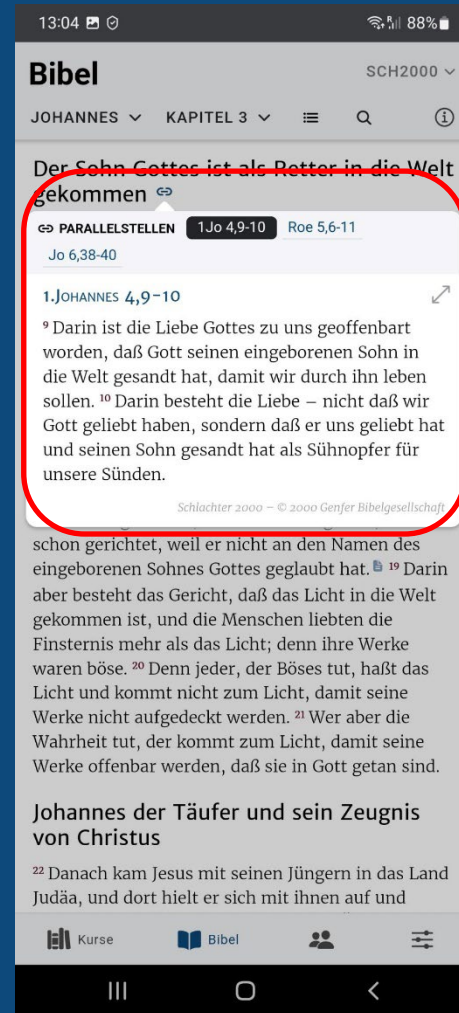 13:04 88%
Bibel SCH2000
JOHANNES KAPITEL 3
Der Sohn Gottes ist als Retter in die Welt
gekommen
PARALLELSTELLEN 1Jo 4,9-10 Roe 5,6-11
Jo 6,38-40
1.JOHANNES 4,9-10
9 Darin ist die Liebe Gottes zu uns geoffenbart
worden, daß Gott seinen eingeborenen Sohn in
die Welt gesandt hat, damit wir durch ihn leben
sollen. 10 Darin besteht die Liebe – nicht daß wir
Gott geliebt haben, sondern daß er uns geliebt hat
und seinen Sohn gesandt hat als Sühnopfer für
unsere Sünden.
Schlachter 2000 – © 2000 Genfer Bibelgesellschaft
schon gerichtet, weil er nicht an den Namen des
eingeborenen Sohnes Gottes geglaubt hat. 19 Darin
aber besteht das Gericht, daß das Licht in die Welt
gekommen ist, und die Menschen liebten die
Finsternis mehr als das Licht; denn ihre Werke
waren böse. 20 Denn jeder, der Böses tut, haßt das
Licht und kommt nicht zum Licht, damit seine
Werke nicht aufgedeckt werden. 21 Wer aber die
Wahrheit tut, der kommt zum Licht, damit seine
Werke offenbar werden, daß sie in Gott getan sind.
Johannes der Täufer und sein Zeugnis
von Christus
22 Danach kam Jesus mit seinen Jüngern in das Land
Judäa, und dort hielt er sich mit ihnen auf und
Kurse Bibel